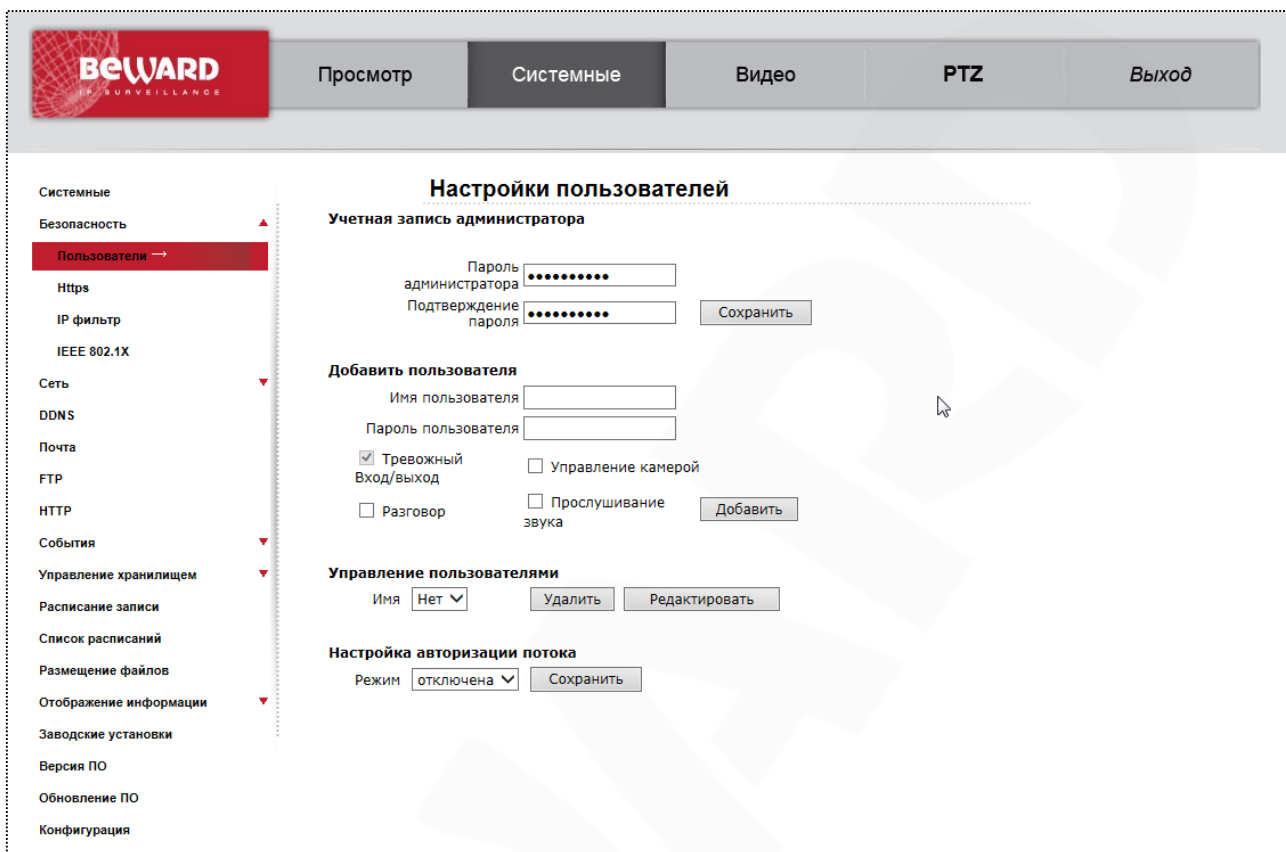 BEWARD
IP SURVEILLANCE
Просмотр
Системные
Видео
PTZ
Выход
Системные
Безопасность
Пользователи →
Https
IP фильтр
IEEE 802.1X
Сеть
DDNS
Почта
FTP
HTTP
События
Управление хранилищем
Расписание записи
Список расписаний
Размещение файлов
Отображение информации
Заводские установки
Версия ПО
Обновление ПО
Конфигурация
Настройки пользователей
Учетная запись администратора
Пароль
администратора ••••••••••
Подтверждение
пароля ••••••••••
Сохранить
Добавить пользователя
Имя пользователя
Пароль пользователя
Тревожный
Вход/выход
Управление камерой
Разговор
Прослушивание
звука
Добавить
Управление пользователями
Имя Нет Удалить Редактировать
Настройка авторизации потока
Режим отключена Сохранить